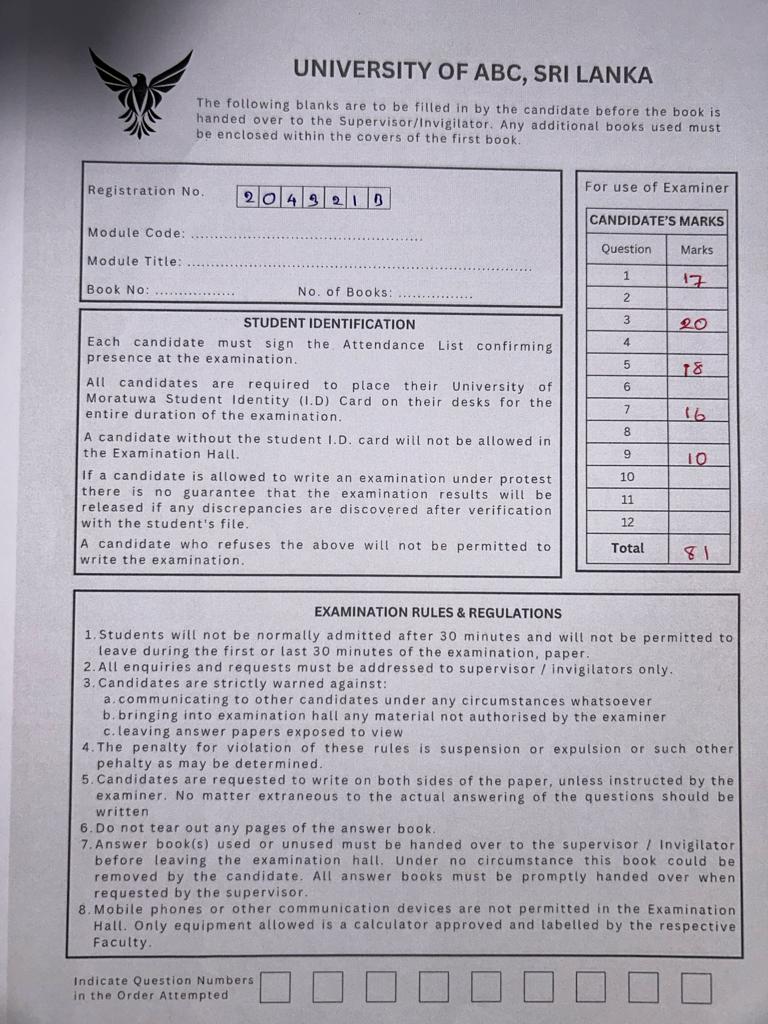 UNIVERSITY OF ABC, SRI LANKA
The following blanks are to be filled in by the candidate before the book is
handed over to the Supervisor/Invigilator. Any additional books used must
be enclosed within the covers of the first book.
Registration No. 204321B
Module Code: ................................................
Module Title: ......................................................................
Book No: ................ No. of Books: ...............
STUDENT IDENTIFICATION
Each candidate must sign the Attendance List confirming
presence at the examination.
All candidates are required to place their University of
Moratuwa Student Identity (I.D) Card on their desks for the
entire duration of the examination.
A candidate without the student I.D. card will not be allowed in
the Examination Hall.
If a candidate is allowed to write an examination under protest
there is no guarantee that the examination results will be
released if any discrepancies are discovered after verification
with the student's file.
A candidate who refuses the above will not be permitted to
write the examination.
For use of Examiner
CANDIDATE'S MARKS
Question Marks
1 17
2
3 20
4
5 18
6
7 16
8
9 10
10
11
12
Total 81
EXAMINATION RULES & REGULATIONS
1. Students will not be normally admitted after 30 minutes and will not be permitted to
leave during the first or last 30 minutes of the examination, paper.
2. All enquiries and requests must be addressed to supervisor / invigilators only.
3. Candidates are strictly warned against:
a. communicating to other candidates under any circumstances whatsoever
b. bringing into examination hall any material not authorised by the examiner
c. leaving answer papers exposed to view
4. The penalty for violation of these rules is suspension or expulsion or such other
pehalty as may be determined.
5. Candidates are requested to write on both sides of the paper, unless instructed by the
examiner. No matter extraneous to the actual answering of the questions should be
written
6. Do not tear out any pages of the answer book.
7. Answer book(s) used or unused must be handed over to the supervisor / Invigilator
before leaving the examination hall. Under no circumstance this book could be
removed by the candidate. All answer books must be promptly handed over when
requested by the supervisor.
8. Mobile phones or other communication devices are not permitted in the Examination
Hall. Only equipment allowed is a calculator approved and labelled by the respective
Faculty.
Indicate Question Numbers
in the Order Attempted